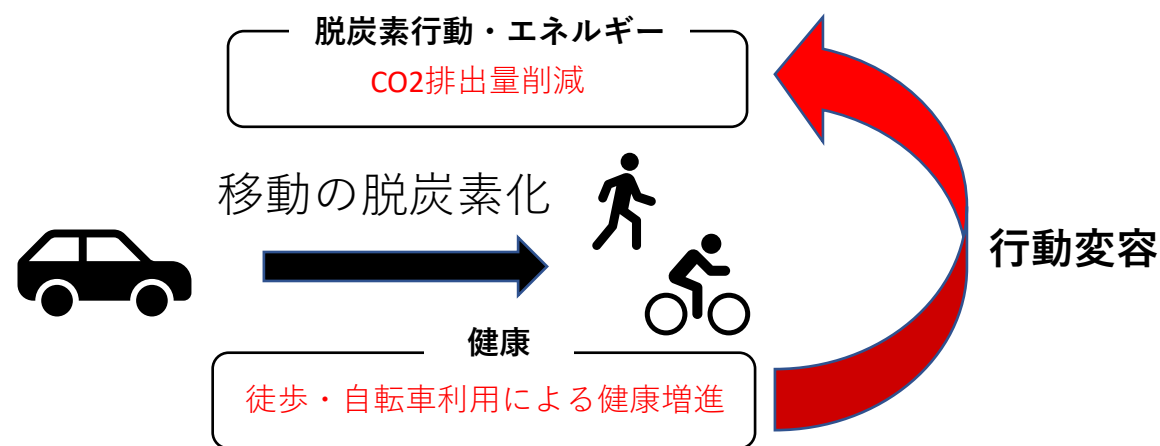 脱炭素行動・エネルギー
CO2排出量削減
移動の脱炭素化
行動変容
健康
徒歩・自転車利用による健康増進